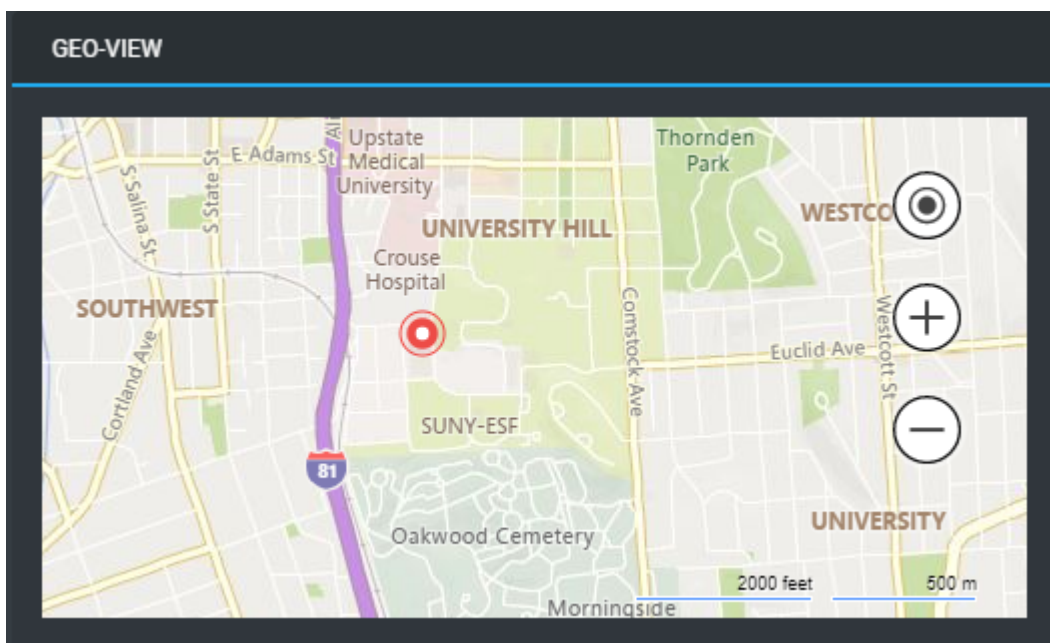 GEO-VIEW
Upstate
Medical
University
Thornden
Park
E Adams St
S State St
S Salina St
UNIVERSITY HILL
WESTCO
Crouse
Hospital
SOUTHWEST
Comstock Ave
Westcott St
Euclid Ave
Cortland Ave
SUNY-ESF
81
UNIVERSITY
Oakwood Cemetery
2000 feet
500 m
Morningside